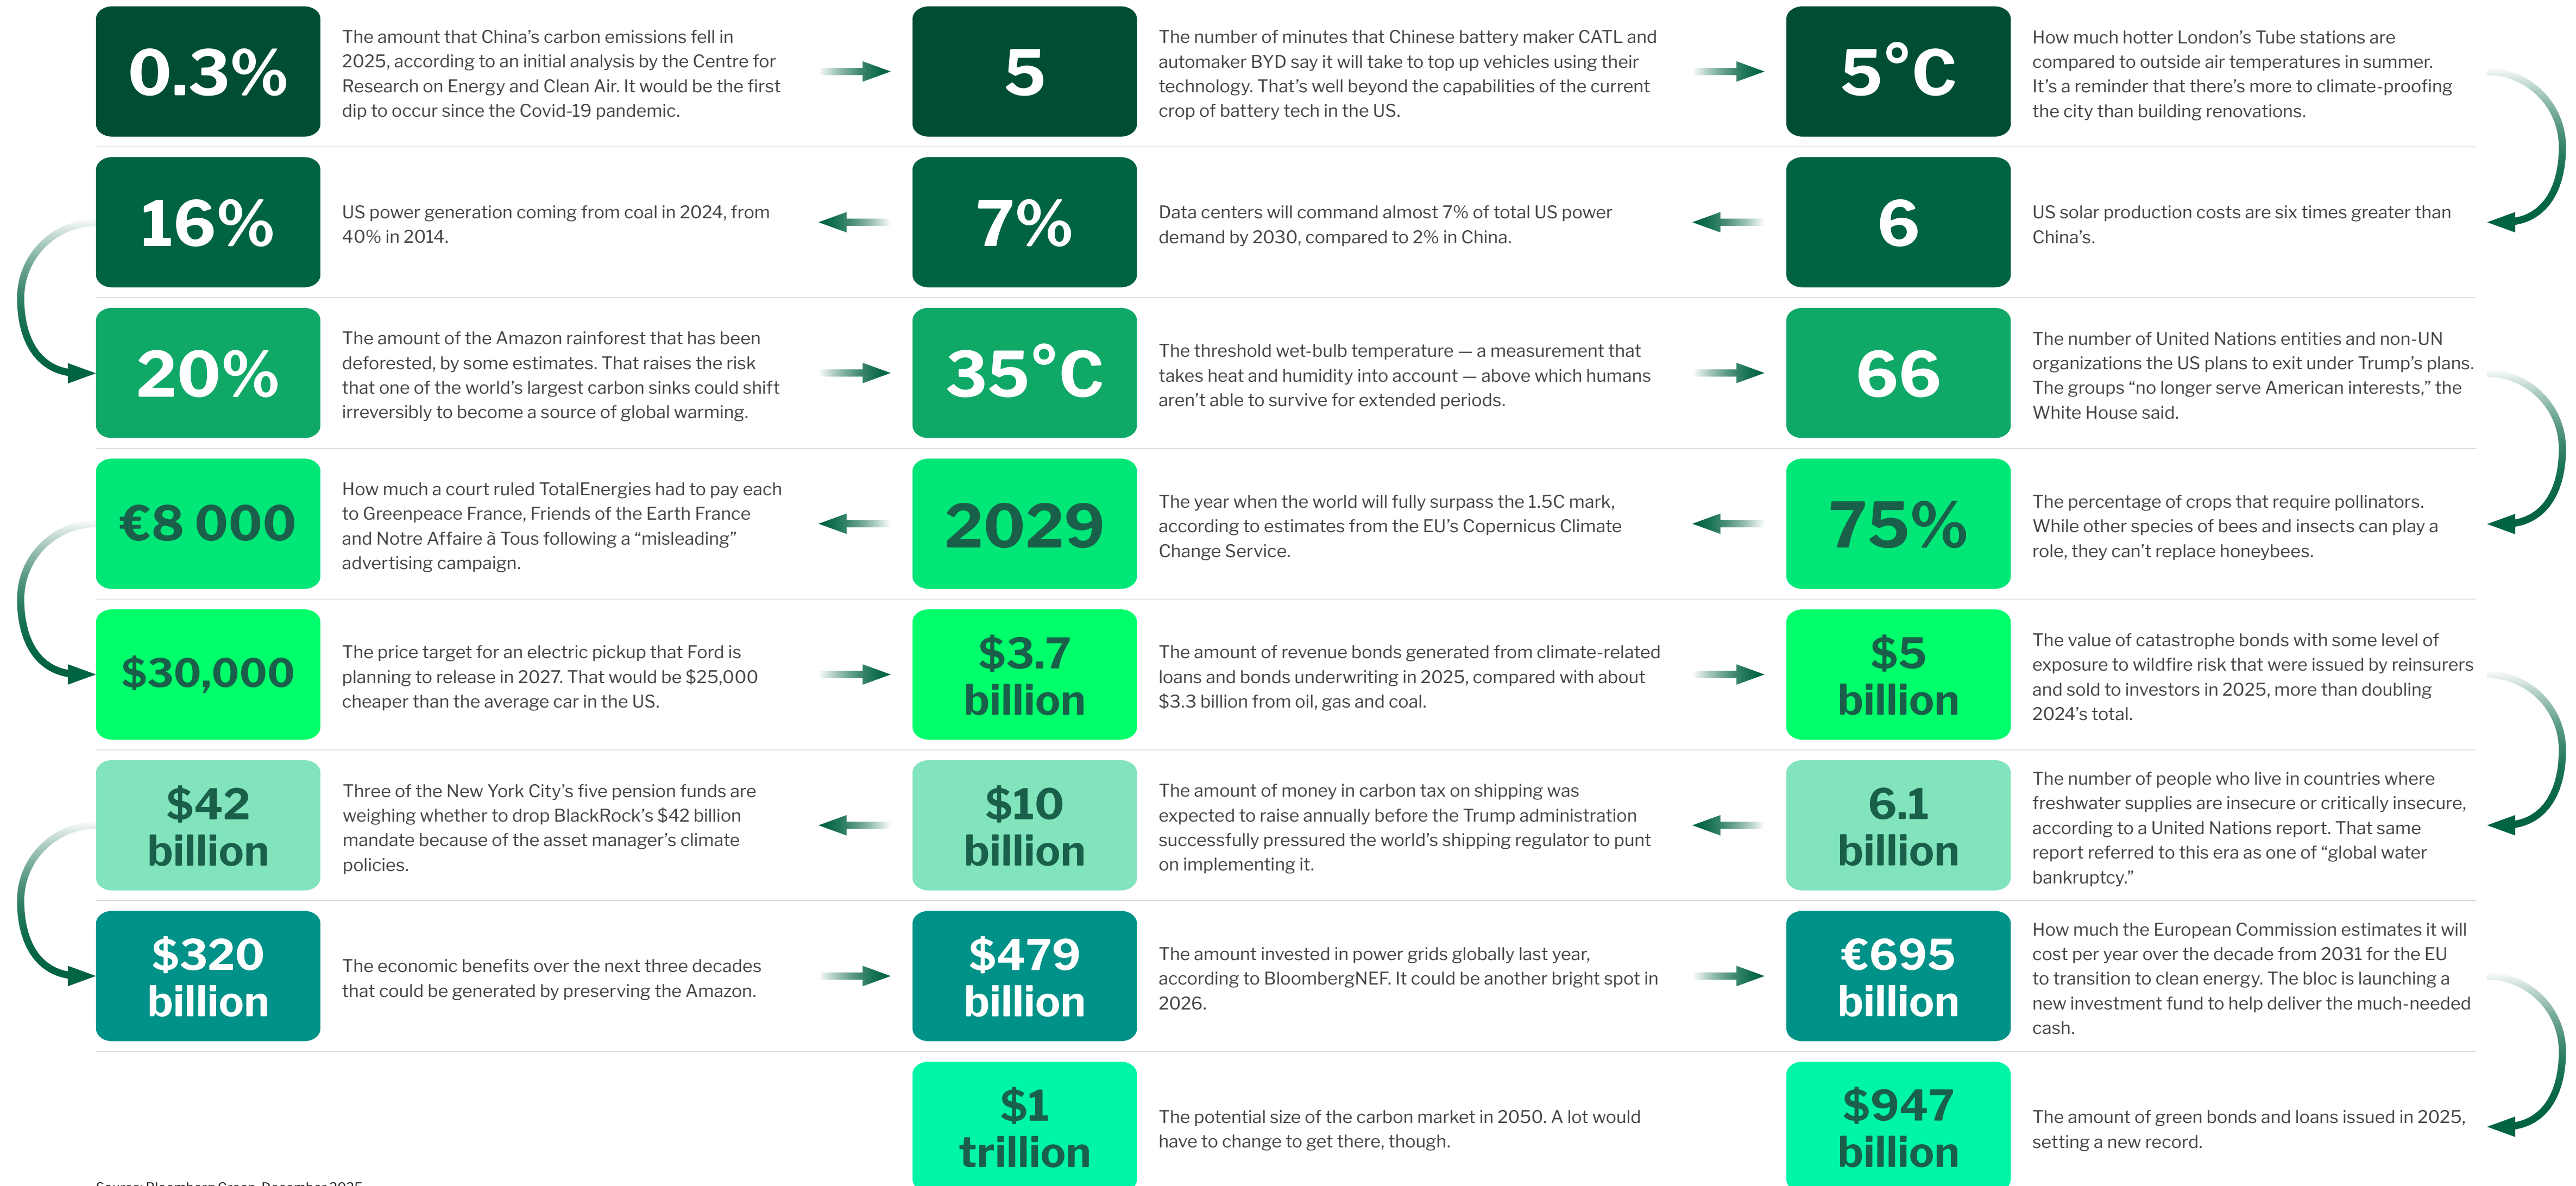 0.3%
The amount that China's carbon emissions fell in
2025, according to an initial analysis by the Centre for
Research on Energy and Clean Air. It would be the first
dip to occur since the Covid-19 pandemic.
5
The number of minutes that Chinese battery maker CATL and
automaker BYD say it will take to top up vehicles using their
technology. That's well beyond the capabilities of the current
crop of battery tech in the US.
5°C
How much hotter London's Tube stations are
compared to outside air temperatures in summer.
It's a reminder that there's more to climate-proofing
the city than building renovations.
6
US solar production costs are six times greater than
China's.
7%
Data centers will command almost 7% of total US power
demand by 2030, compared to 2% in China.
16%
US power generation coming from coal in 2024, from
40% in 2014.
20%
The amount of the Amazon rainforest that has been
deforested, by some estimates. That raises the risk
that one of the world's largest carbon sinks could shift
irreversibly to become a source of global warming.
35°C
The threshold wet-bulb temperature — a measurement that
takes heat and humidity into account — above which humans
aren't able to survive for extended periods.
66
The number of United Nations entities and non-UN
organizations the US plans to exit under Trump's plans.
The groups “no longer serve American interests,” the
White House said.
75%
The percentage of crops that require pollinators.
While other species of bees and insects can play a
role, they can't replace honeybees.
2029
The year when the world will fully surpass the 1.5C mark,
according to estimates from the EU's Copernicus Climate
Change Service.
€8 000
How much a court ruled TotalEnergies had to pay each
to Greenpeace France, Friends of the Earth France
and Notre Affaire à Tous following a “misleading”
advertising campaign.
$30,000
The price target for an electric pickup that Ford is
planning to release in 2027. That would be $25,000
cheaper than the average car in the US.
$3.7
billion
The amount of revenue bonds generated from climate-related
loans and bonds underwriting in 2025, compared with about
$3.3 billion from oil, gas and coal.
$5
billion
The value of catastrophe bonds with some level of
exposure to wildfire risk that were issued by reinsurers
and sold to investors in 2025, more than doubling
2024's total.
6.1
billion
The number of people who live in countries where
freshwater supplies are insecure or critically insecure,
according to a United Nations report. That same
report referred to this era as one of “global water
bankruptcy.”
$10
billion
The amount of money in carbon tax on shipping was
expected to raise annually before the Trump administration
successfully pressured the world's shipping regulator to punt
on implementing it.
$42
billion
Three of the New York City's five pension funds are
weighing whether to drop BlackRock's $42 billion
mandate because of the asset manager's climate
policies.
$320
billion
The economic benefits over the next three decades
that could be generated by preserving the Amazon.
$479
billion
The amount invested in power grids globally last year,
according to BloombergNEF. It could be another bright spot in
2026.
€695
billion
How much the European Commission estimates it will
cost per year over the decade from 2031 for the EU
to transition to clean energy. The bloc is launching a
new investment fund to help deliver the much-needed
cash.
$947
billion
The amount of green bonds and loans issued in 2025,
setting a new record.
$1
trillion
The potential size of the carbon market in 2050. A lot would
have to change to get there, though.
Source: Bloomberg Green, December 2025